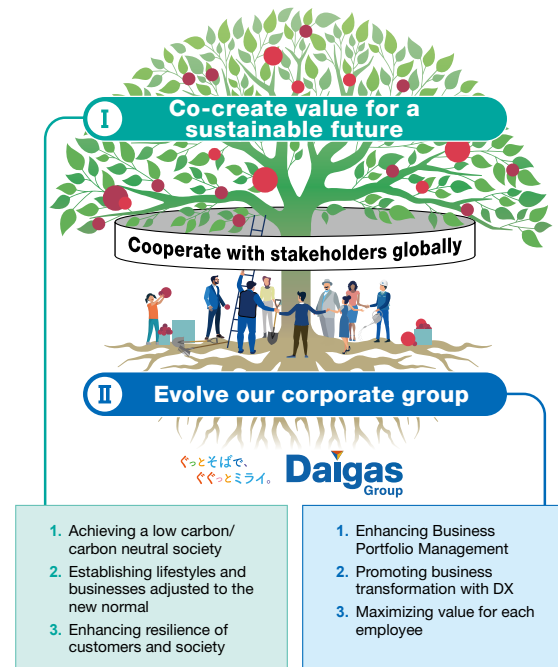 I
Co-create value for a
sustainable future
Cooperate with stakeholders globally
II
Evolve our corporate group
ぐっとそばで、
ぐぐっとミライ。
Daigas
Group
1. Achieving a low carbon/
carbon neutral society
2. Establishing lifestyles and
businesses adjusted to the
new normal
3. Enhancing resilience of
customers and society
1. Enhancing Business
Portfolio Management
2. Promoting business
transformation with DX
3. Maximizing value for each
employee